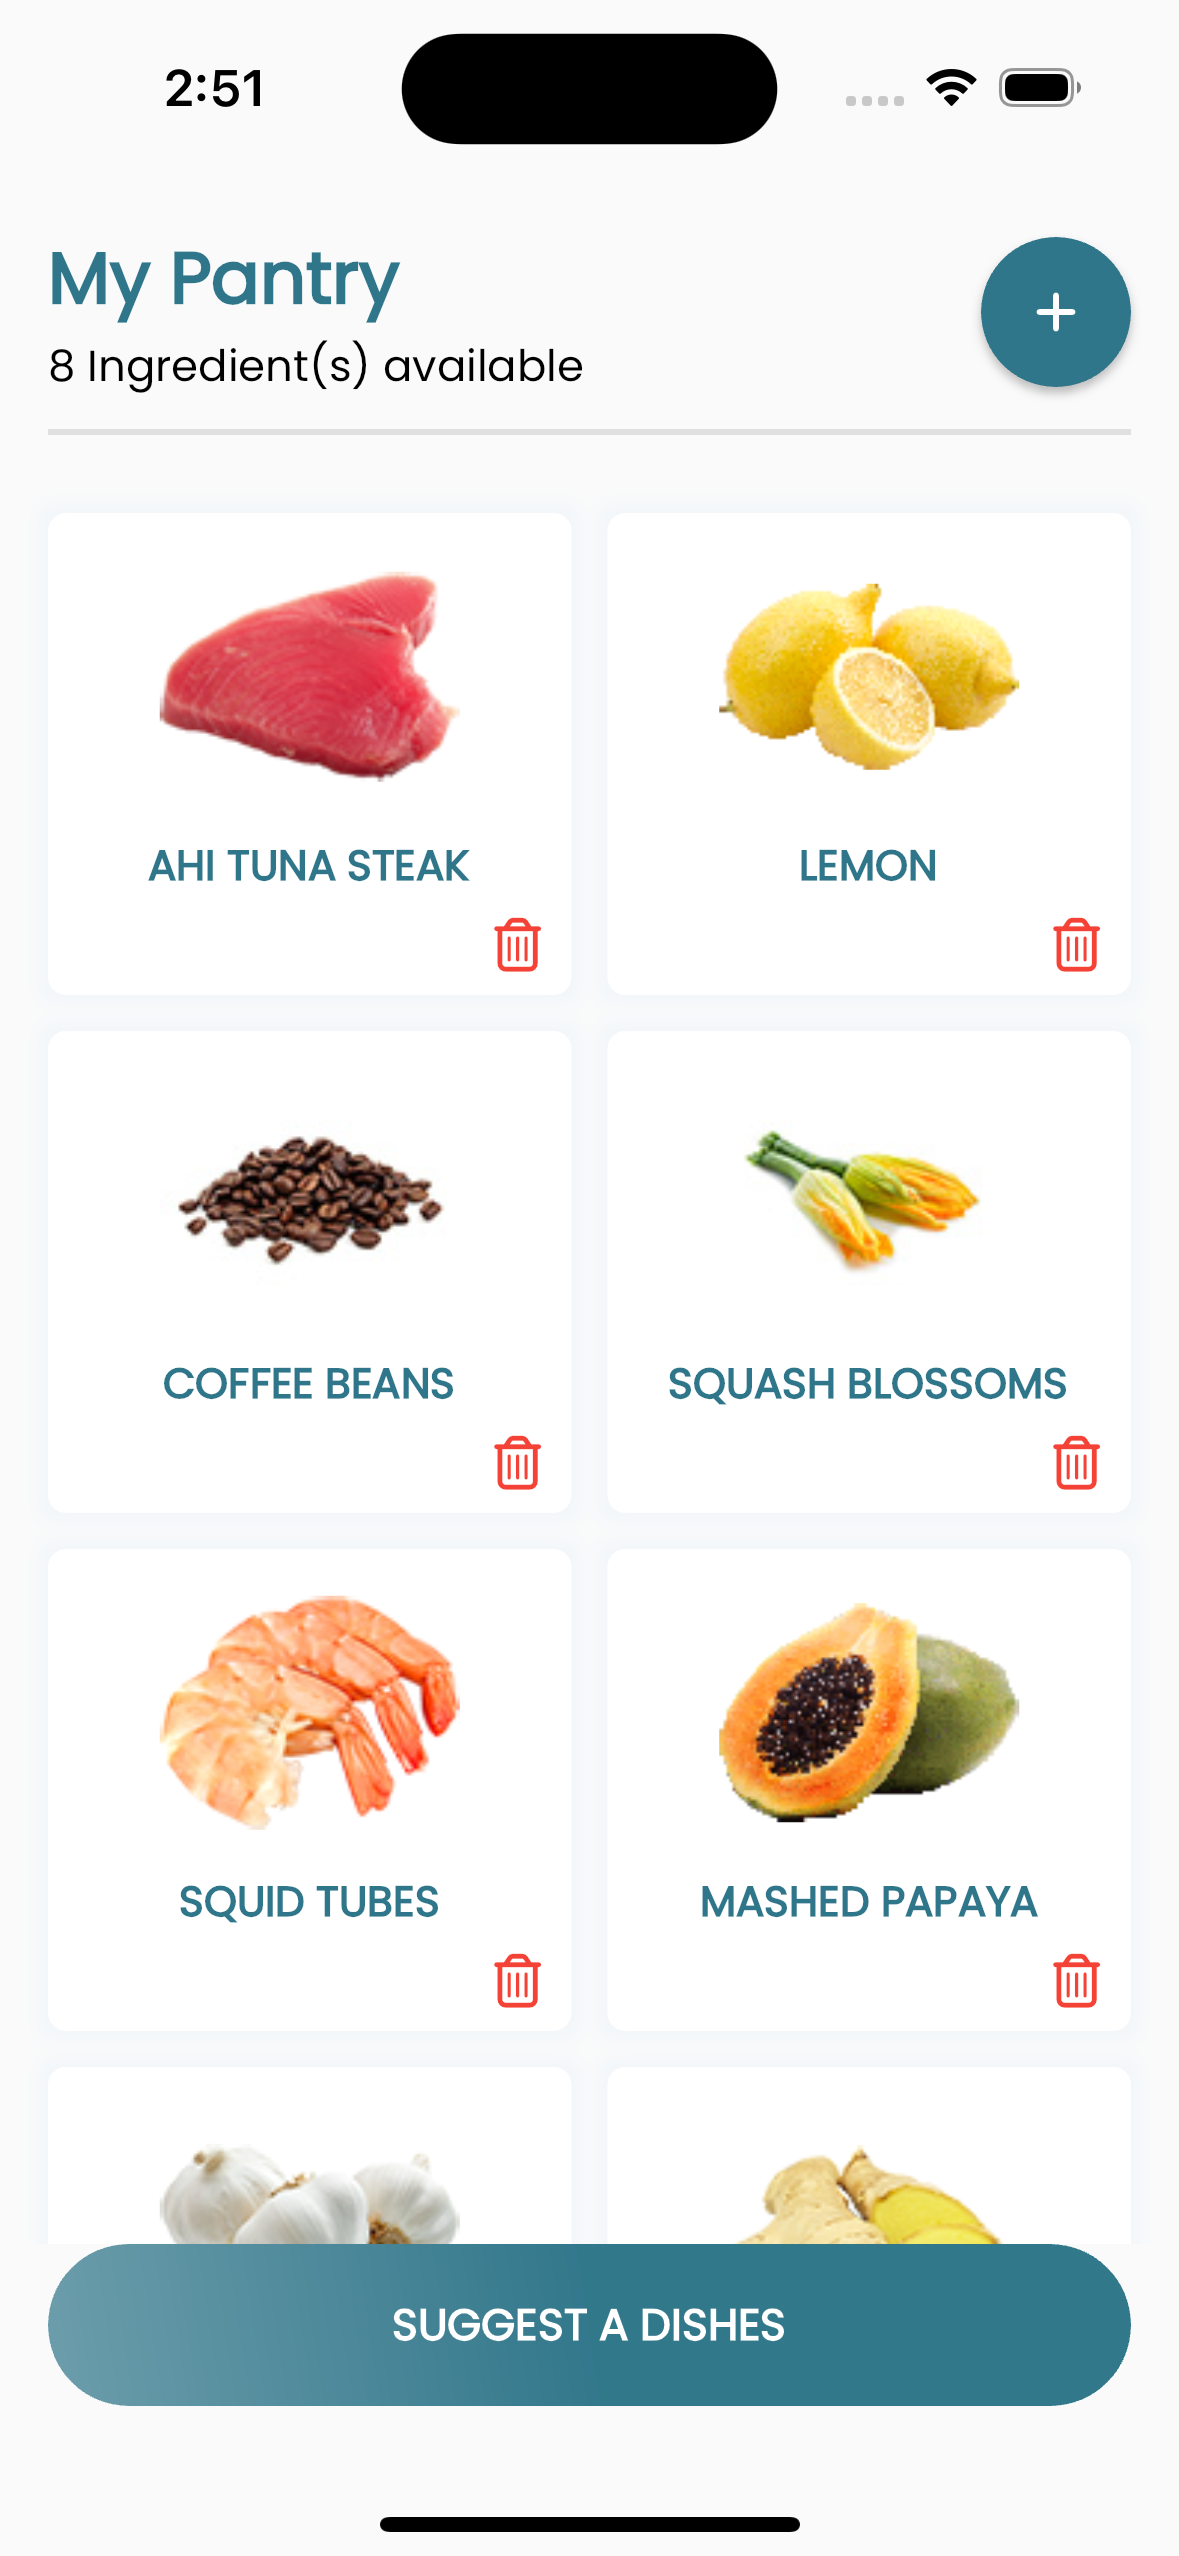 2:51
My Pantry
8 Ingredient(s) available
AHI TUNA STEAK
LEMON
COFFEE BEANS
SQUASH BLOSSOMS
SQUID TUBES
MASHED PAPAYA
SUGGEST A DISHES